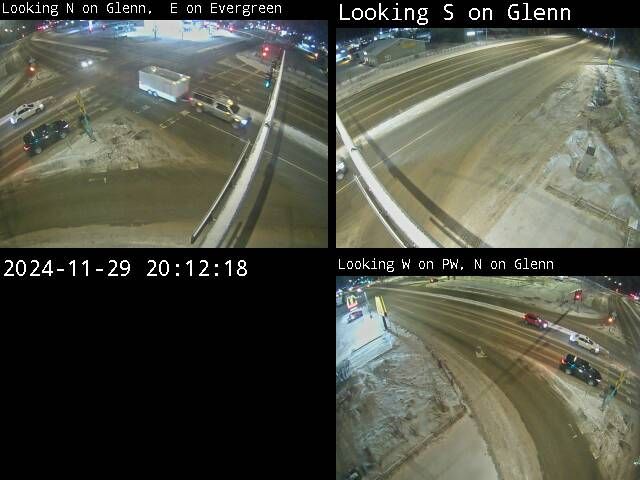 Looking N on Glenn, E on Evergreen
Looking S on Glenn
2024-11-29 20:12:18
Looking W on PW, N on Glenn